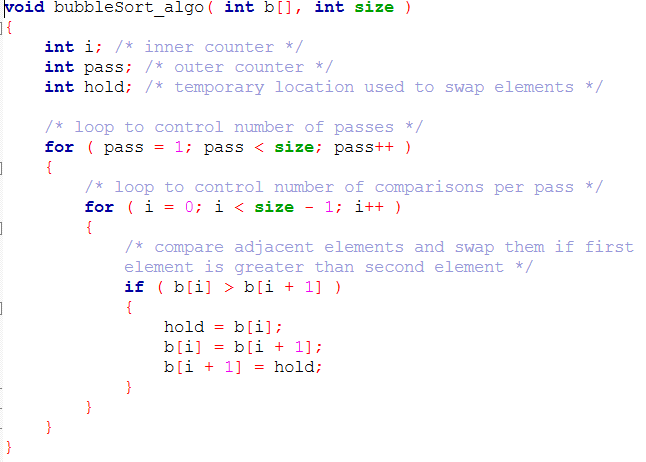 void bubbleSort_algo( int b[], int size )
{
int i; /* inner counter */
int pass; /* outer counter */
int hold; /* temporary location used to swap elements */
/* loop to control number of passes */
for ( pass = 1; pass < size; pass++ )
{
/* loop to control number of comparisons per pass */
for ( i = 0; i < size - 1; i++ )
{
/* compare adjacent elements and swap them if first
element is greater than second element */
if ( b[i] > b[i + 1] )
{
hold = b[i];
b[i] = b[i + 1];
b[i + 1] = hold;
}
}
}
}